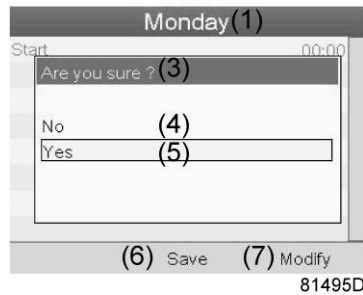 Monday(1)
Start 00:00
Are you sure ?(3)
No (4)
Yes (5)
(6) Save (7) Modify
81495D